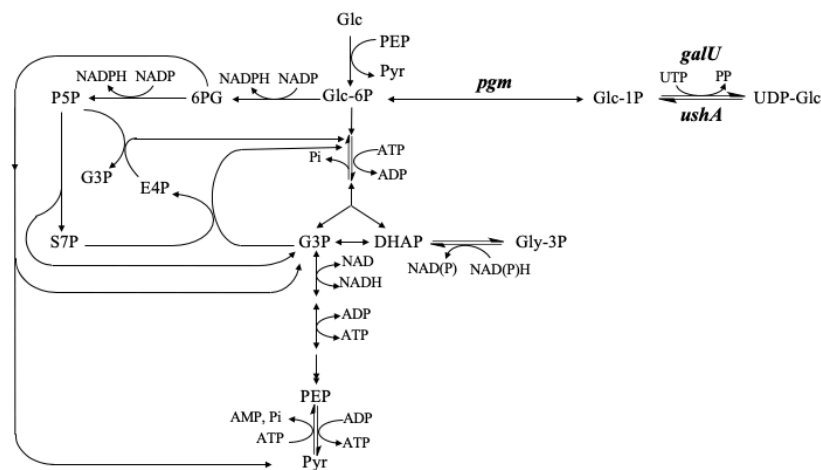 Glc
PEP
Pyr
galU
NADPH NADP NADPH NADP pgm UTP PP
P5P 6PG Glc-6P Glc-1P UDP-Glc
ushA
Pi ATP
G3P ADP
E4P
S7P G3P DHAP Gly-3P
NAD NAD(P) NAD(P)H
NADH
ADP
ATP
PEP
AMP, Pi ADP
ATP ATP
Pyr